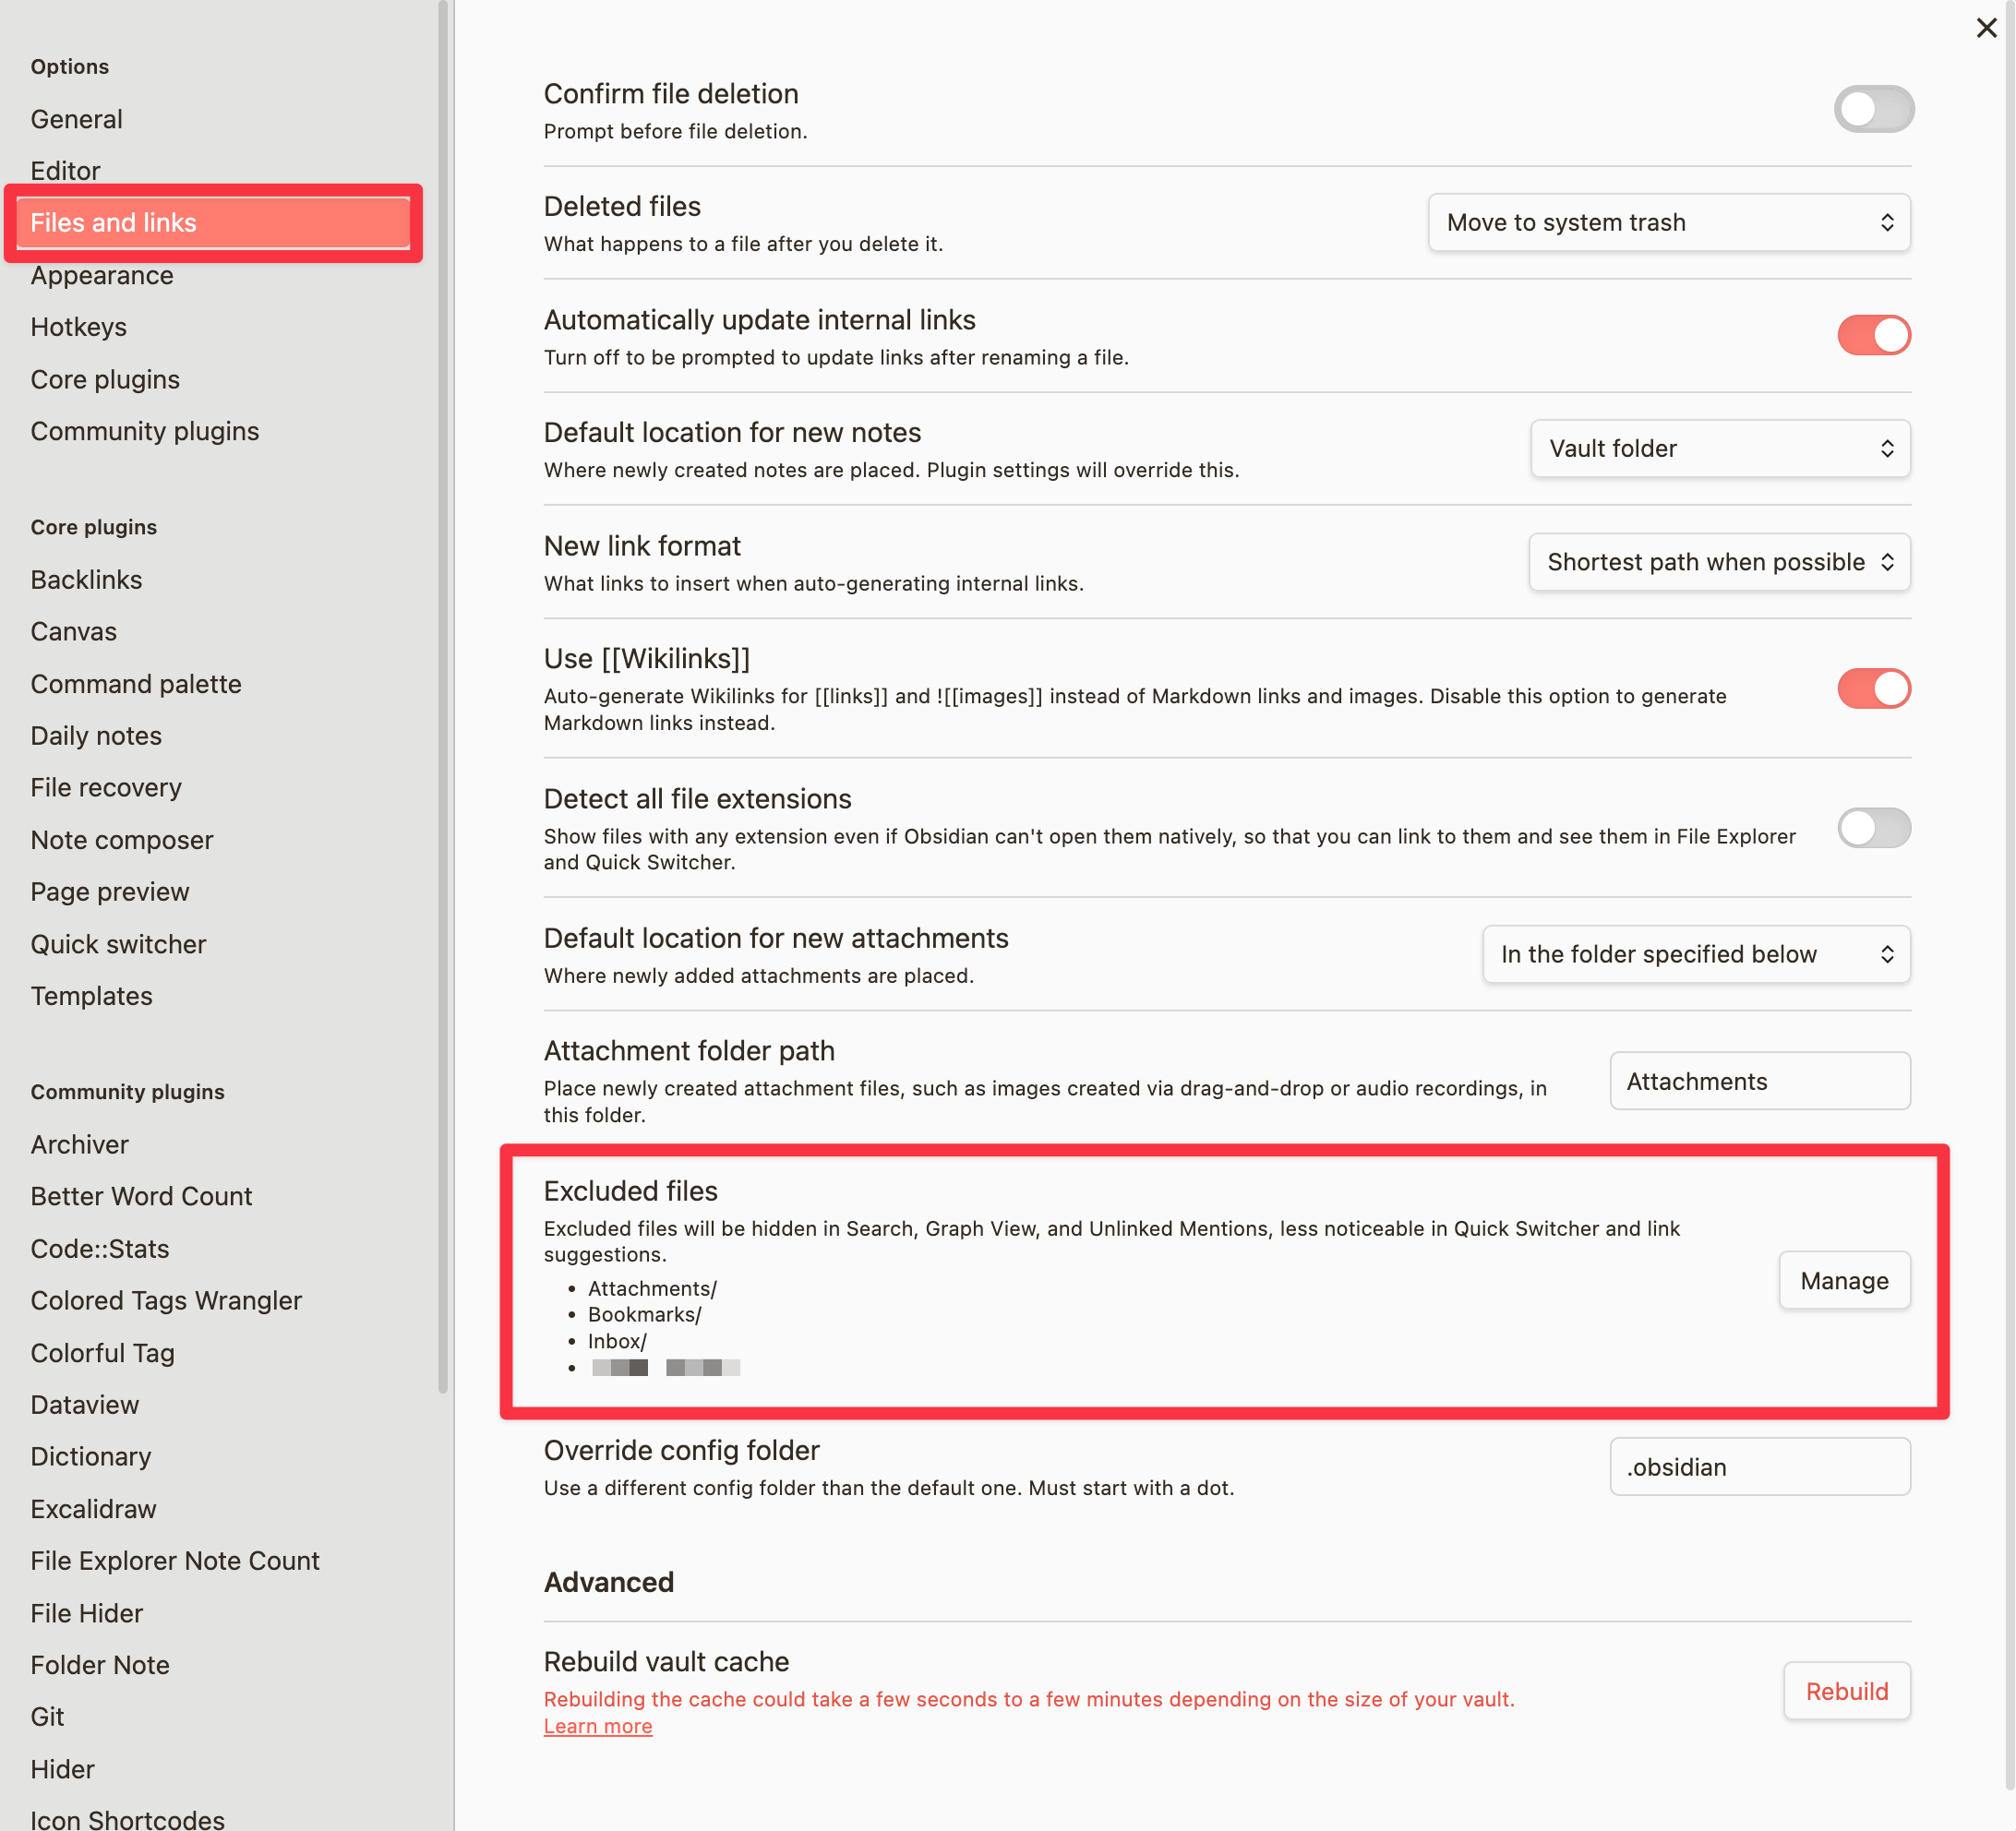 Options
General
Editor
Files and links
Appearance
Hotkeys
Core plugins
Community plugins
Core plugins
Backlinks
Canvas
Command palette
Daily notes
File recovery
Note composer
Page preview
Quick switcher
Templates
Community plugins
Archiver
Better Word Count
Code::Stats
Colored Tags Wrangler
Colorful Tag
Dataview
Dictionary
Excalidraw
File Explorer Note Count
File Hider
Folder Note
Git
Hider
Icon Shortcodes
Confirm file deletion
Prompt before file deletion.
Deleted files
What happens to a file after you delete it.
Move to system trash
Automatically update internal links
Turn off to be prompted to update links after renaming a file.
Default location for new notes
Where newly created notes are placed. Plugin settings will override this.
Vault folder
New link format
What links to insert when auto-generating internal links.
Shortest path when possible
Use [[Wikilinks]]
Auto-generate Wikilinks for [[links]] and ![[images]] instead of Markdown links and images. Disable this option to generate
Markdown links instead.
Detect all file extensions
Show files with any extension even if Obsidian can't open them natively, so that you can link to them and see them in File Explorer
and Quick Switcher.
Default location for new attachments
Where newly added attachments are placed.
In the folder specified below
Attachment folder path
Place newly created attachment files, such as images created via drag-and-drop or audio recordings, in
this folder.
Attachments
Excluded files
Excluded files will be hidden in Search, Graph View, and Unlinked Mentions, less noticeable in Quick Switcher and link
suggestions.
• Attachments/
• Bookmarks/
• Inbox/
Manage
Override config folder
Use a different config folder than the default one. Must start with a dot.
.obsidian
Advanced
Rebuild vault cache
Rebuilding the cache could take a few seconds to a few minutes depending on the size of your vault.
Learn more
Rebuild